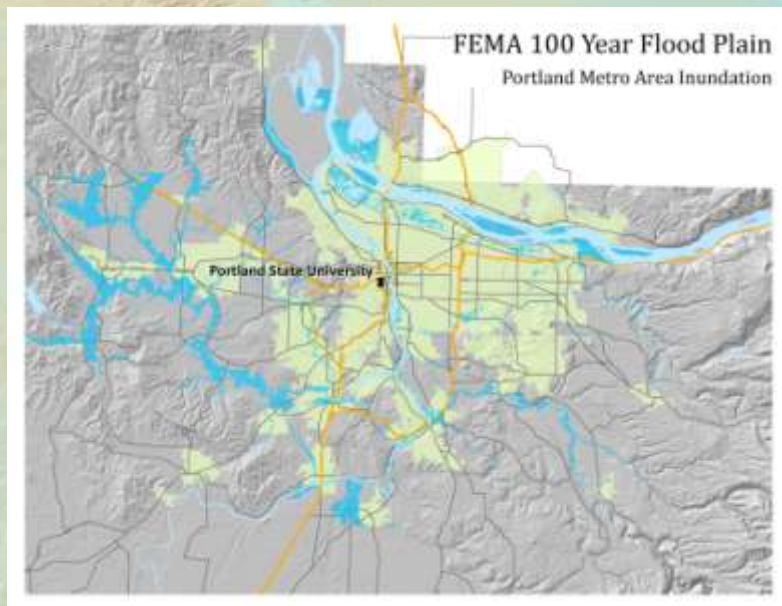 FEMA 100 Year Flood Plain
Portland Metro Area Inundation
Portland State University